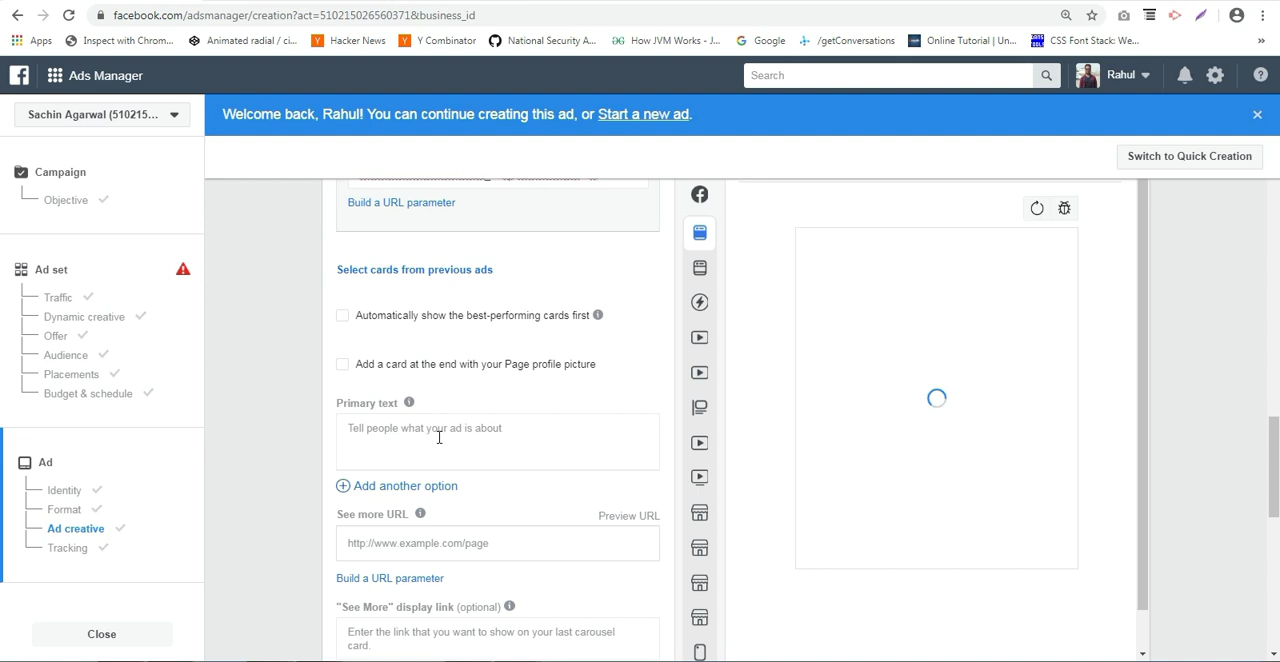 facebook.com/adsmanager/creation?act=510215026560371&business_id
Apps Inspect with Chrom... Animated radial / ci... Hacker News Y Combinator National Security A... How JVM Works - J... Google /getConversations Online Tutorial | Un... CSS Font Stack: We... »
Ads Manager Search Rahul
Sachin Agarwal (510215... Welcome back, Rahul! You can continue creating this ad, or Start a new ad.
Switch to Quick Creation
Campaign
Objective
Ad set
Traffic
Dynamic creative
Offer
Audience
Placements
Budget & schedule
Ad
Identity
Format
Ad creative
Tracking
Close
Build a URL parameter
Select cards from previous ads
Automatically show the best-performing cards first
Add a card at the end with your Page profile picture
Primary text
Tell people what your ad is about
Add another option
See more URL Preview URL
http://www.example.com/page
Build a URL parameter
"See More" display link (optional)
Enter the link that you want to show on your last carousel
card.